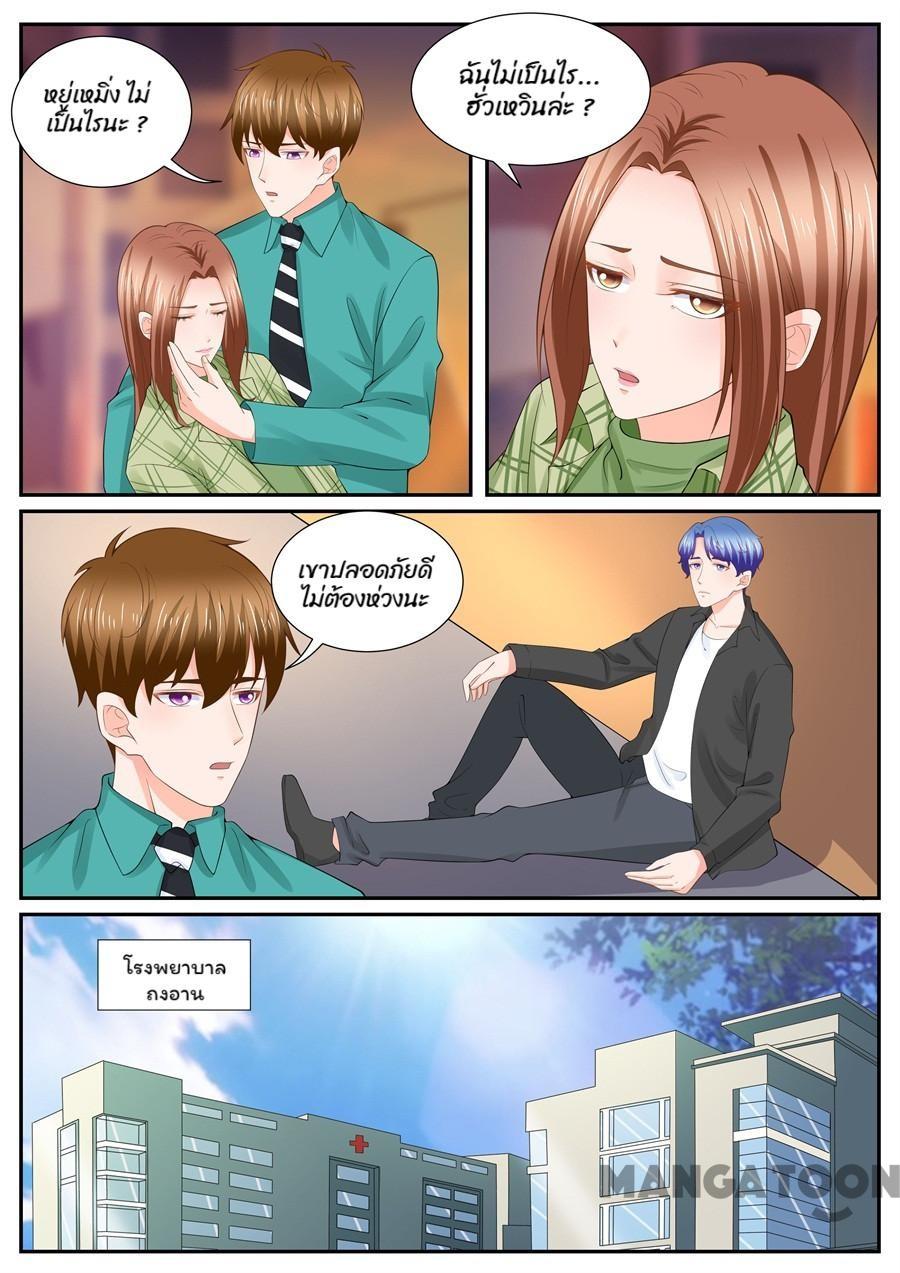 หยู่เหมิ่ง ไม่
เป็นไรนะ ?
ฉันไม่เป็นไร...
ฮั่วเหวินล่ะ ?
เขาปลอดภัยดี
ไม่ต้องห่วงนะ
โรงพยาบาล
ถงอาน
MANGATOON